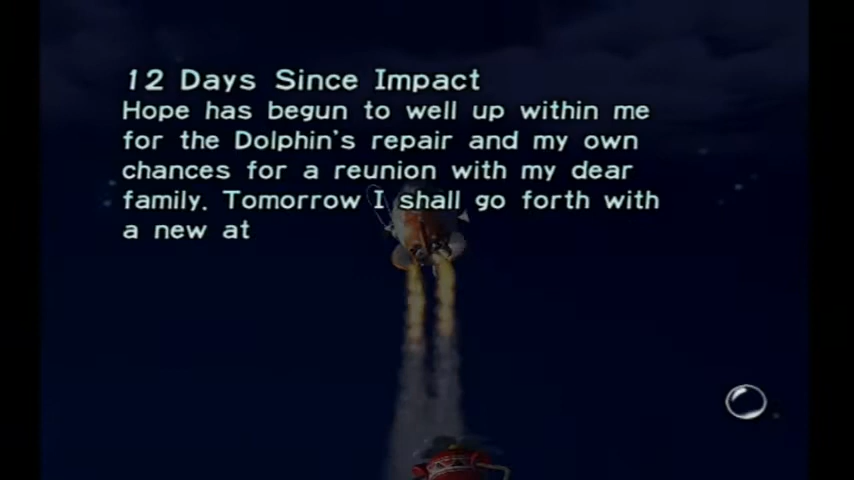 12 Days Since Impact
Hope has begun to well up within me
for the Dolphin's repair and my own
chances for a reunion with my dear
family. Tomorrow I shall go forth with
a new at